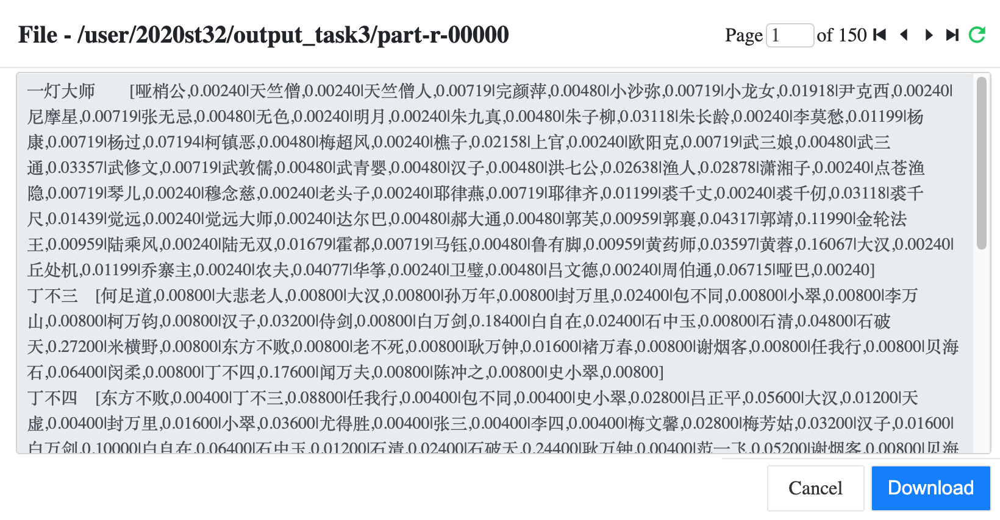 File - /user/2020st32/output_task3/part-r-00000
Page 1 of 150
一灯大师 [哑梢公,0.00240|天竺僧,0.00240|天竺僧人,0.00719|完颜萍,0.00480|小沙弥,0.00719|小龙女,0.01918|尹克西,0.00240|
尼摩星,0.00719|张无忌,0.00480|无色,0.00240|明月,0.00240|朱九真,0.00480|朱子柳,0.03118|朱长龄,0.00240|李莫愁,0.01199|杨
康,0.00719|杨过,0.07194|柯镇恶,0.00480|梅超风,0.00240|樵子,0.02158|上官,0.00240|欧阳克,0.00719|武三娘,0.00480|武三
通,0.03357|武修文,0.00719|武敦儒,0.00480|武青婴,0.00480|汉子,0.00480|洪七公,0.02638|渔人,0.02878|潇湘子,0.00240|点苍渔
隐,0.00719|琴儿,0.00240|穆念慈,0.00240|老头子,0.00240|耶律燕,0.00719|耶律齐,0.01199|裘千丈,0.00240|裘千仞,0.03118|裘千
尺,0.01439|觉远,0.00240|觉远大师,0.00240|达尔巴,0.00480|郝大通,0.00480|郭芙,0.00959|郭襄,0.04317|郭靖,0.11990|金轮法
王,0.00959|陆乘风,0.00240|陆无双,0.01679|霍都,0.00719|马钰,0.00480|鲁有脚,0.00959|黄药师,0.03597|黄蓉,0.16067|大汉,0.00240|
丘处机,0.01199|乔寨主,0.00240|农夫,0.04077|华筝,0.00240|卫璧,0.00480|吕文德,0.00240|周伯通,0.06715|哑巴,0.00240]
丁不三 [何足道,0.00800|大悲老人,0.00800|大汉,0.00800|孙万年,0.00800|封万里,0.02400|包不同,0.00800|小翠,0.00800|李万
山,0.00800|柯万钧,0.00800|汉子,0.03200|侍剑,0.00800|白万剑,0.18400|白自在,0.02400|石中玉,0.00800|石清,0.04800|石破
天,0.27200|米横野,0.00800|东方不败,0.00800|老不死,0.00800|耿万钟,0.01600|褚万春,0.00800|谢烟客,0.00800|任我行,0.00800|贝海
石,0.06400|闵柔,0.00800|丁不四,0.17600|闻万夫,0.00800|陈冲之,0.00800|史小翠,0.00800]
丁不四 [东方不败,0.00400|丁不三,0.08800|任我行,0.00400|包不同,0.00400|史小翠,0.02800|吕正平,0.05600|大汉,0.01200|天
虚,0.00400|封万里,0.01600|小翠,0.03600|尤得胜,0.00400|张三,0.00400|李四,0.00400|梅文馨,0.02800|梅芳姑,0.03200|汉子,0.01600|
白万剑,0.10000|白自在,0.06400|石中玉,0.01200|石清,0.02400|石破天,0.24400|耿万钟,0.00400|范一飞,0.05200|谢烟客,0.00800|贝海
Cancel
Download